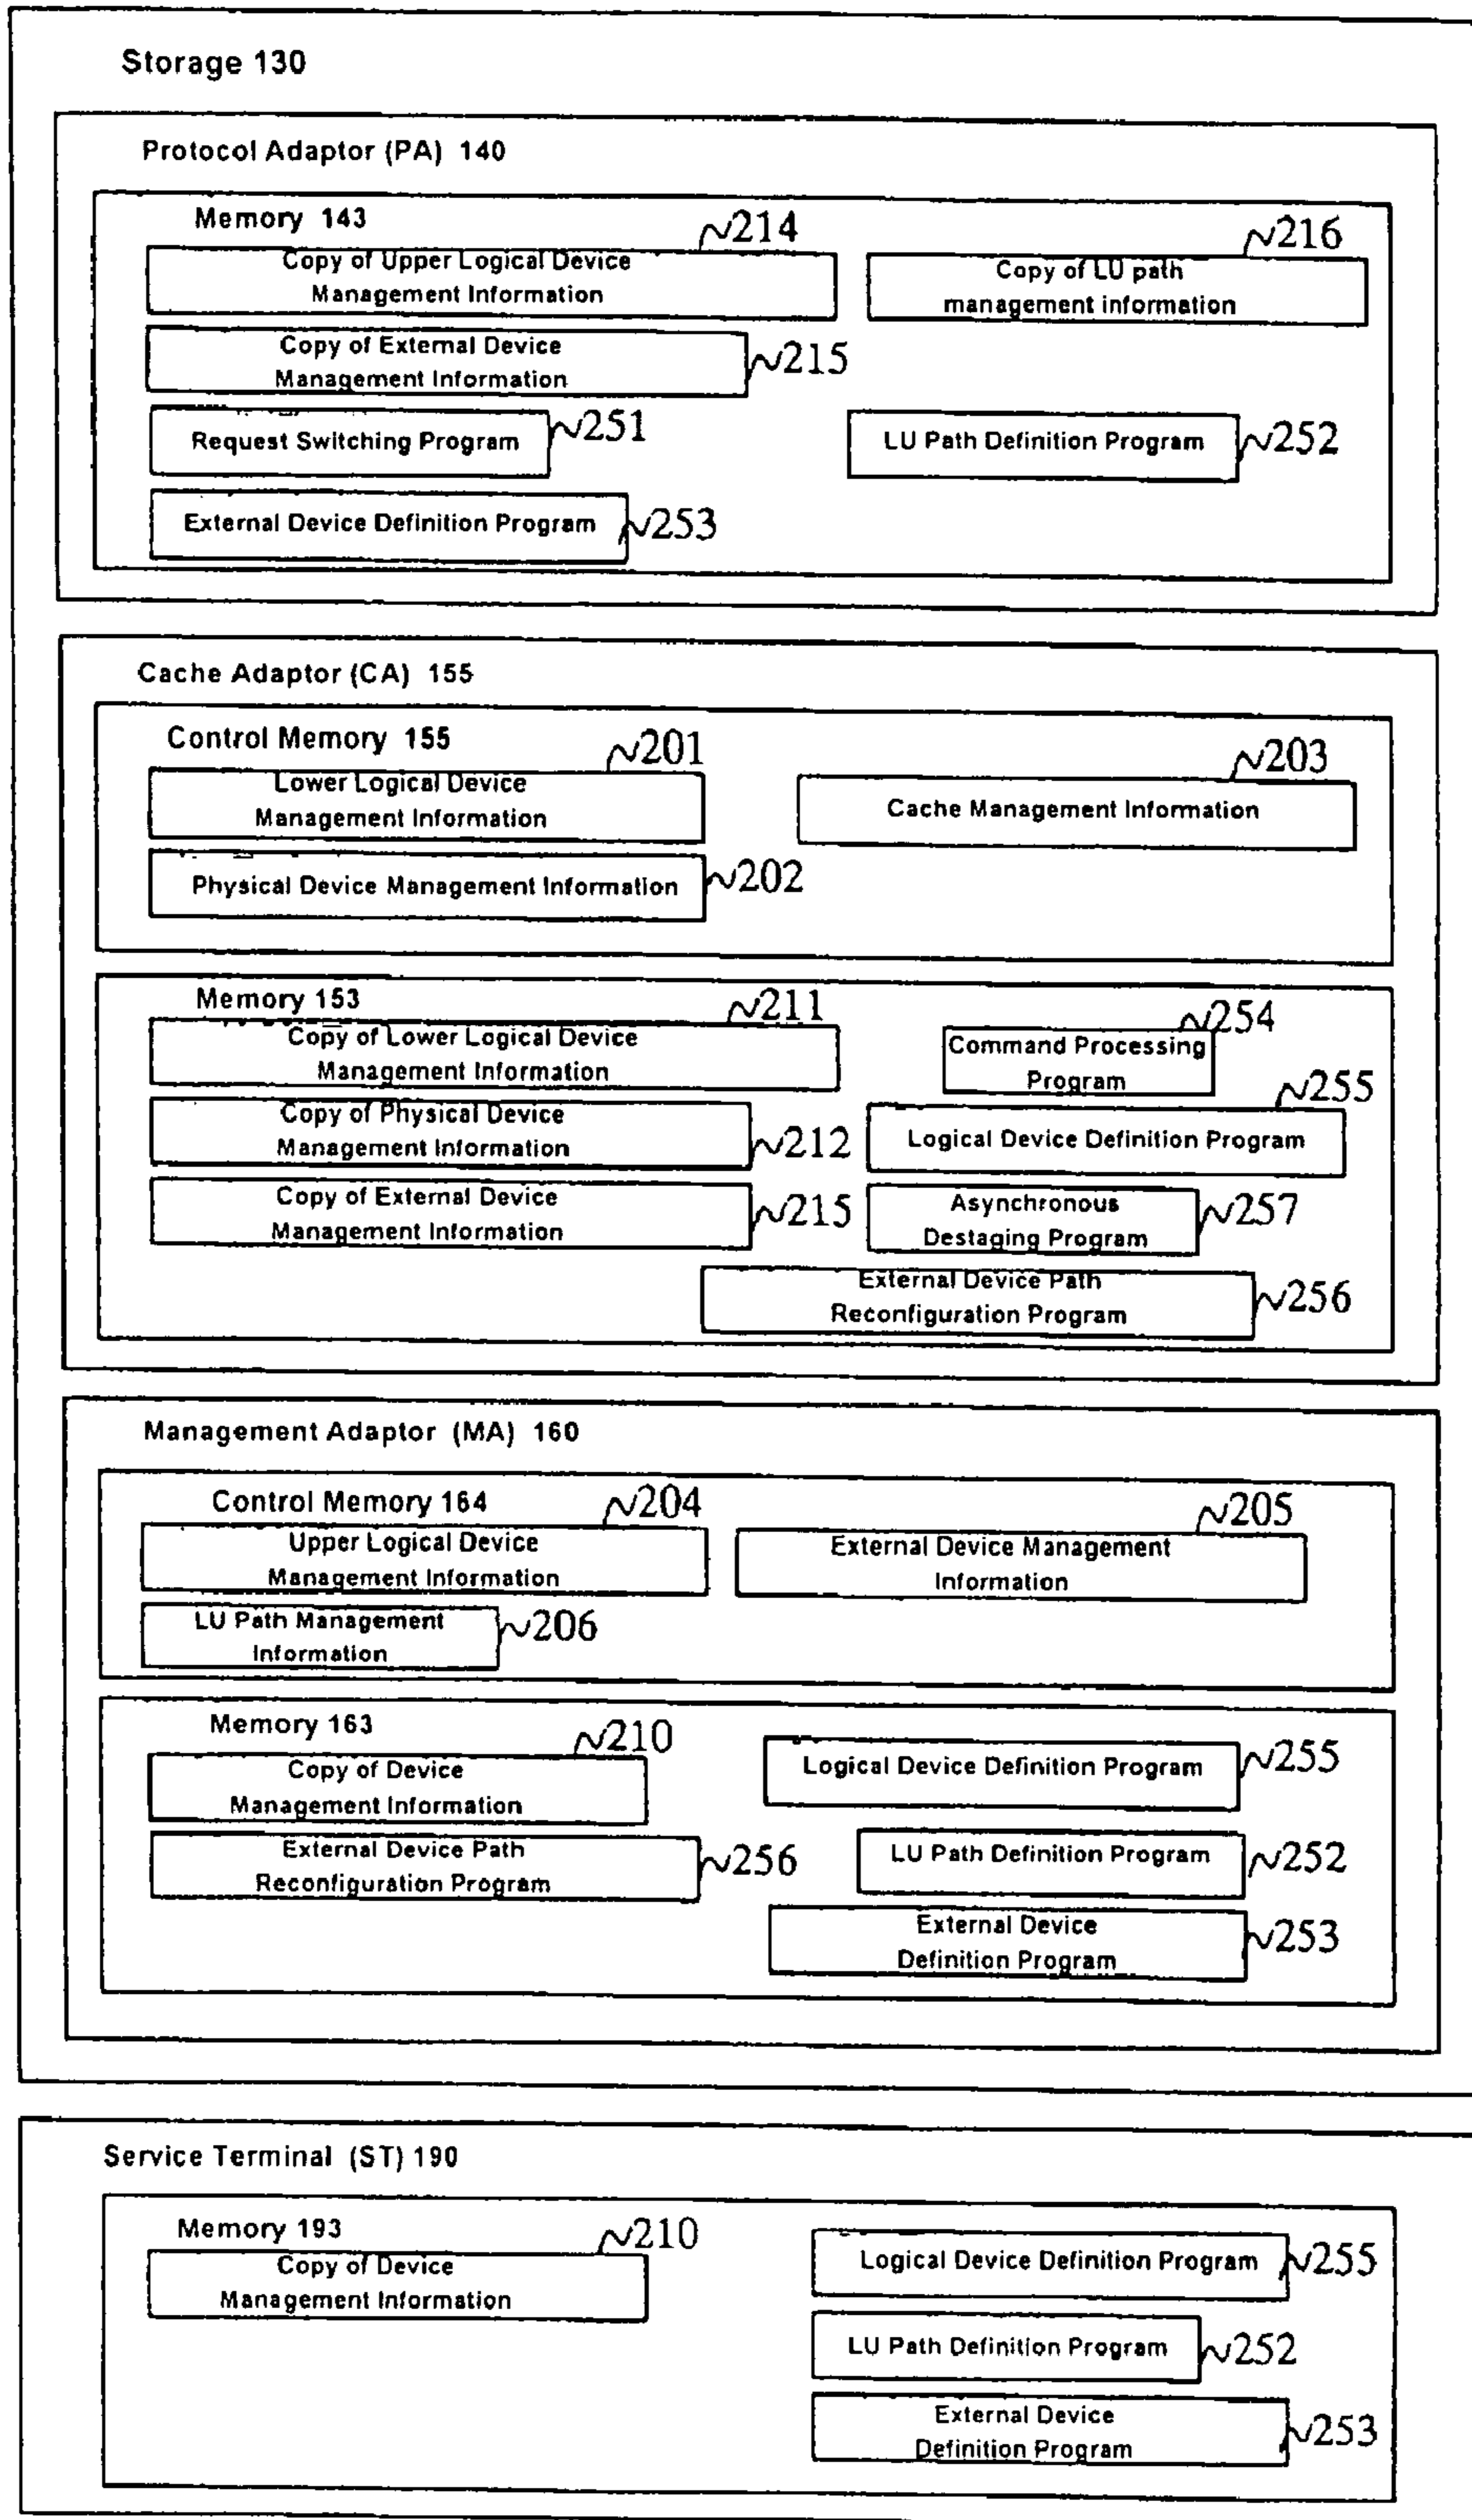 Storage 130
Protocol Adaptor (PA) 140
Memory 143
214
216
Copy of Upper Logical Device
Management Information
Copy of LU path
management information
Copy of External Device
Management Information
215
Request Switching Program
251
LU Path Definition Program
252
External Device Definition Program
253
Cache Adaptor (CA) 155
Control Memory 155
201
203
Lower Logical Device
Management Information
Cache Management Information
Physical Device Management Information
202
Memory 153
211
254
Copy of Lower Logical Device
Management Information
Command Processing
Program
255
Copy of Physical Device
Management Information
212
Logical Device Definition Program
Copy of External Device
Management Information
215
Asynchronous
Destaging Program
257
External Device Path
Reconfiguration Program
256
Management Adaptor (MA) 160
Control Memory 164
204
205
Upper Logical Device
Management Information
External Device Management
Information
LU Path Management
Information
206
Memory 163
210
Copy of Device
Management Information
Logical Device Definition Program
255
External Device Path
Reconfiguration Program
256
LU Path Definition Program
252
External Device
Definition Program
253
Service Terminal (ST) 190
Memory 193
210
Copy of Device
Management Information
Logical Device Definition Program
255
LU Path Definition Program
252
External Device
Definition Program
253